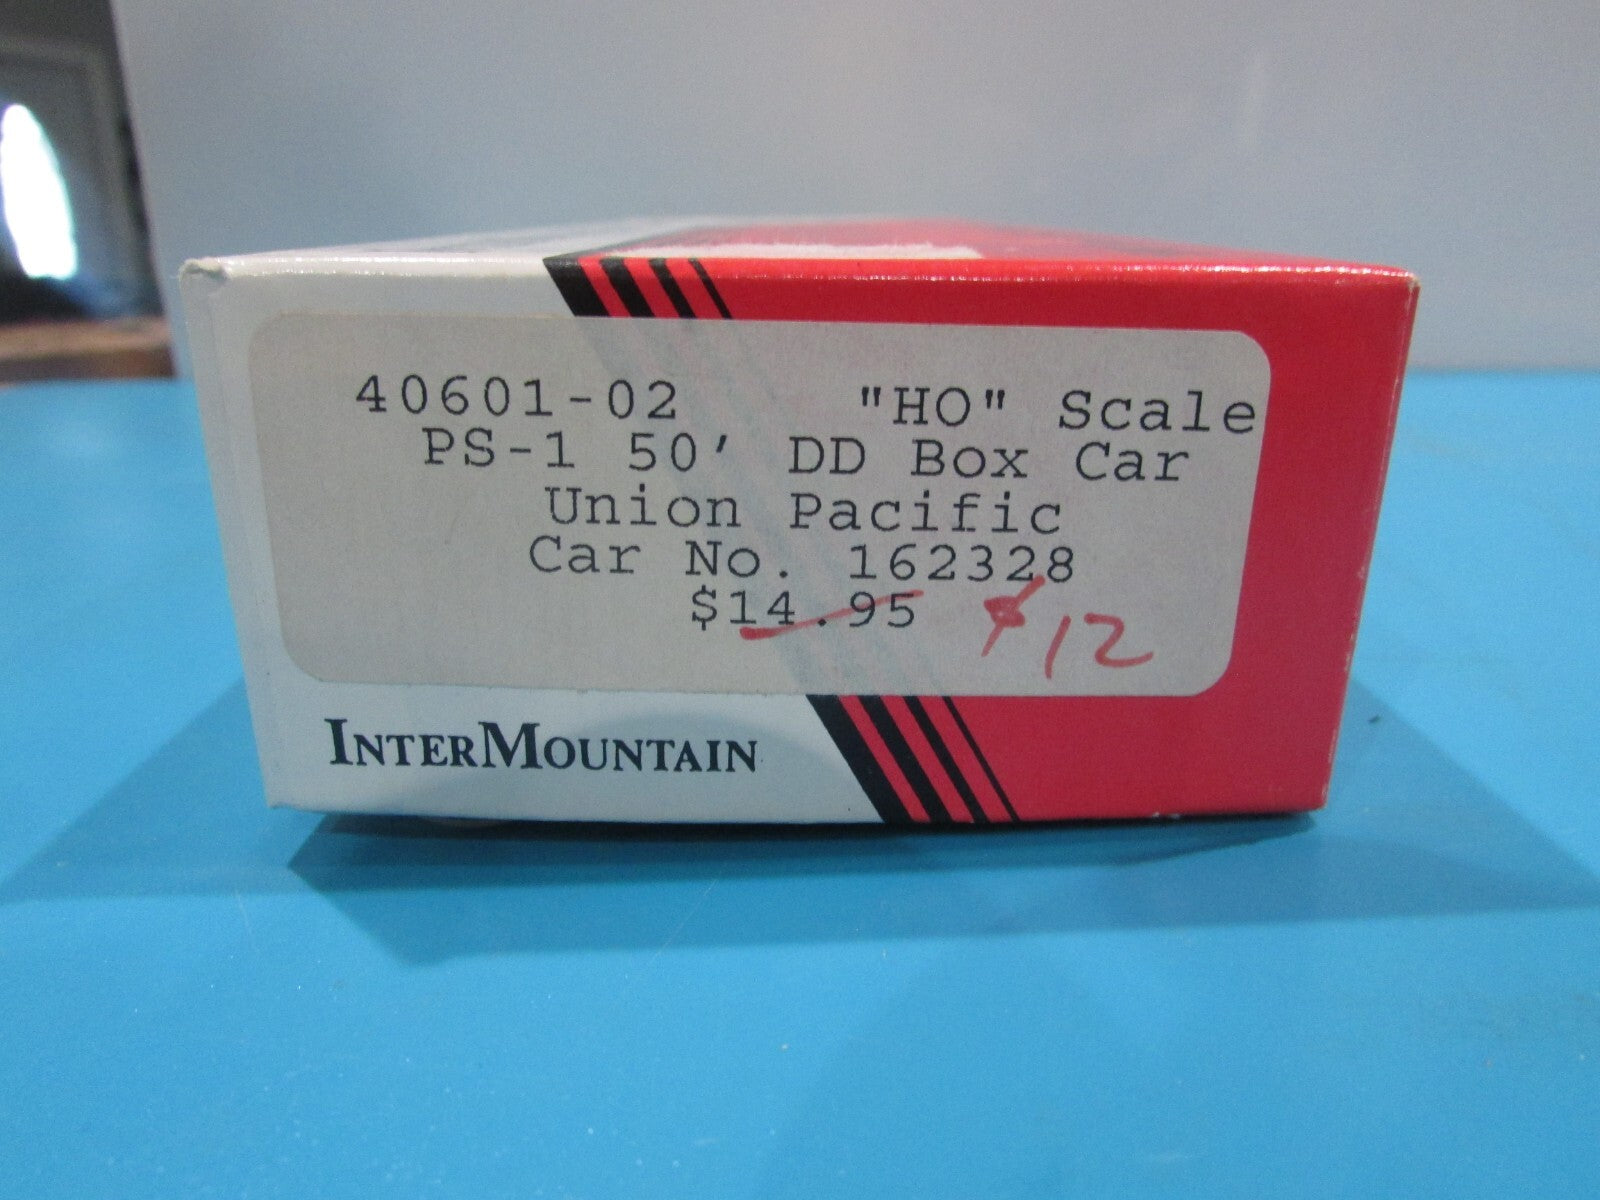 40601-02 "HO" Scale
PS-1 50' DD Box Car
Union Pacific
Car No. 162328
$14.95 $12
INTERMOUNTAIN